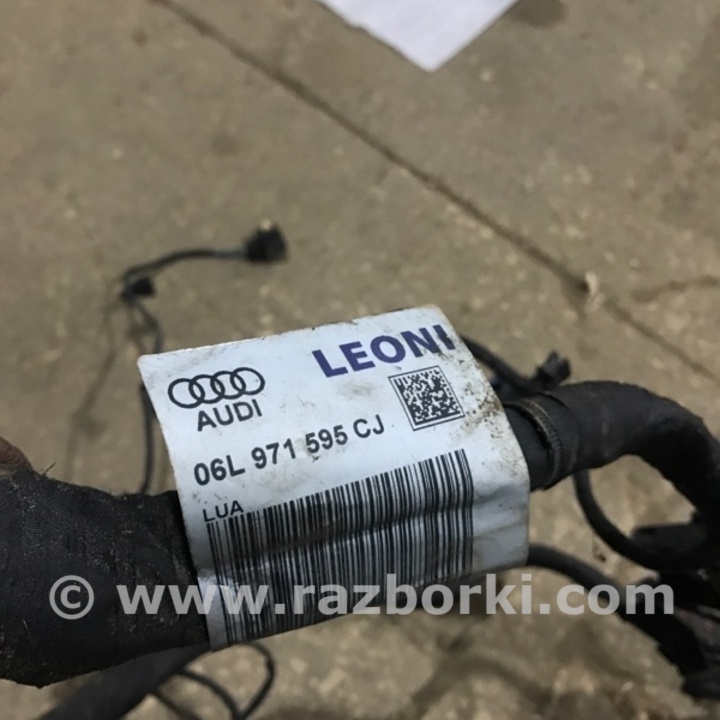 LEONI
AUDI
06L 971 595 CJ
LUA
© www.razborki.com